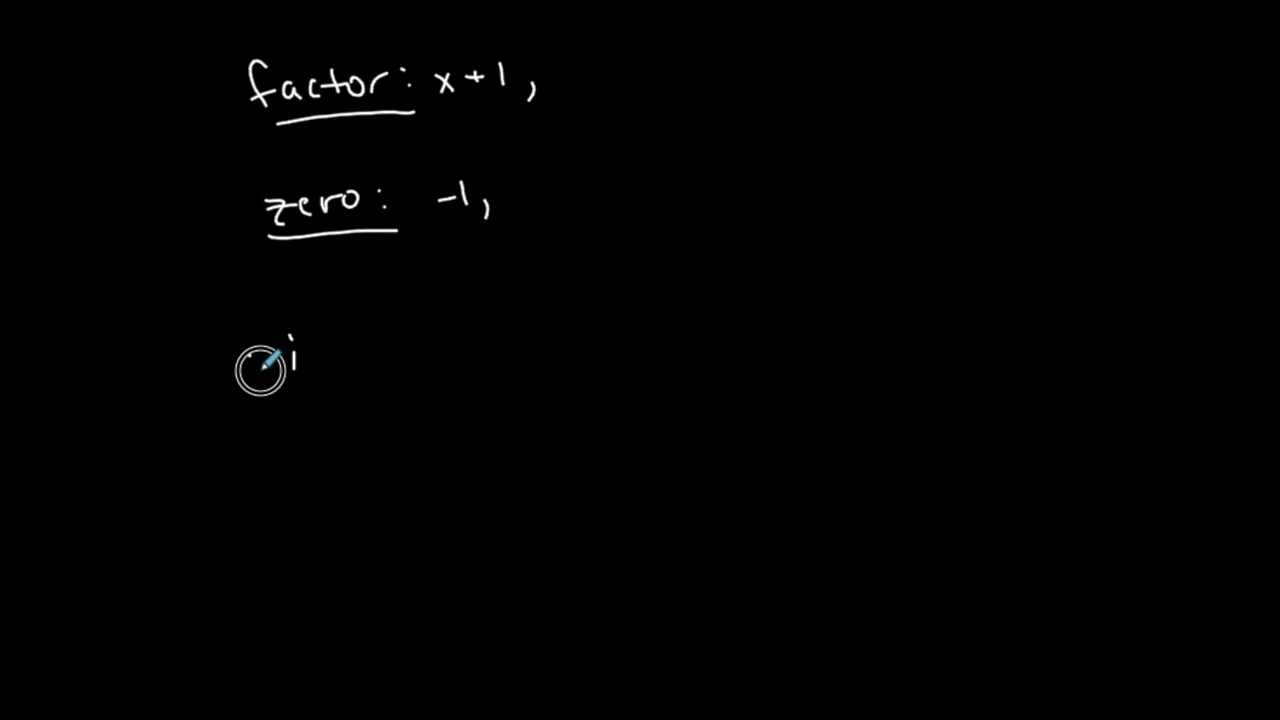 factor: x+1,
zero: -1,
i